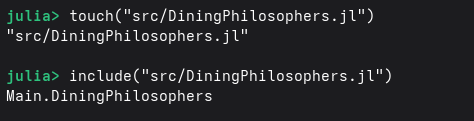 julia> touch("src/DiningPhilosophers.jl")
"src/DiningPhilosophers.jl"
julia> include("src/DiningPhilosophers.jl")
Main.DiningPhilosophers